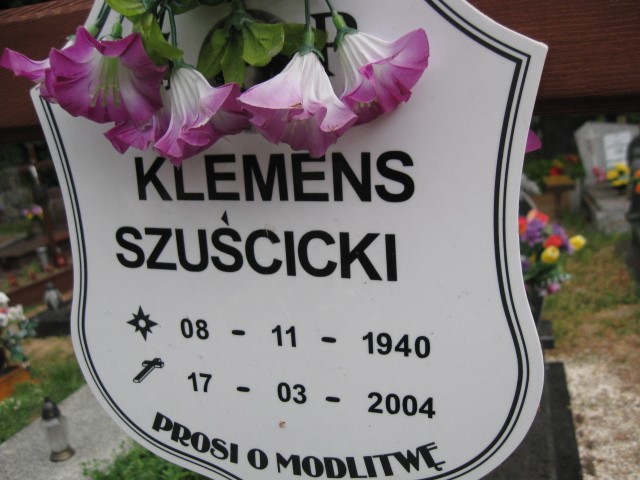 P
KLEMENS
SZUŚCICKI
08 - 11 - 1940
17 - 03 - 2004
PROSI O MODLITWĘ